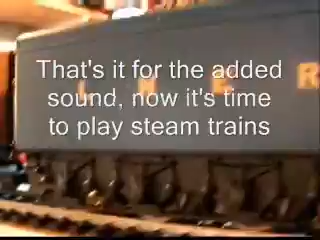 That's it for the added
sound, now it's time
to play steam trains
L N E R